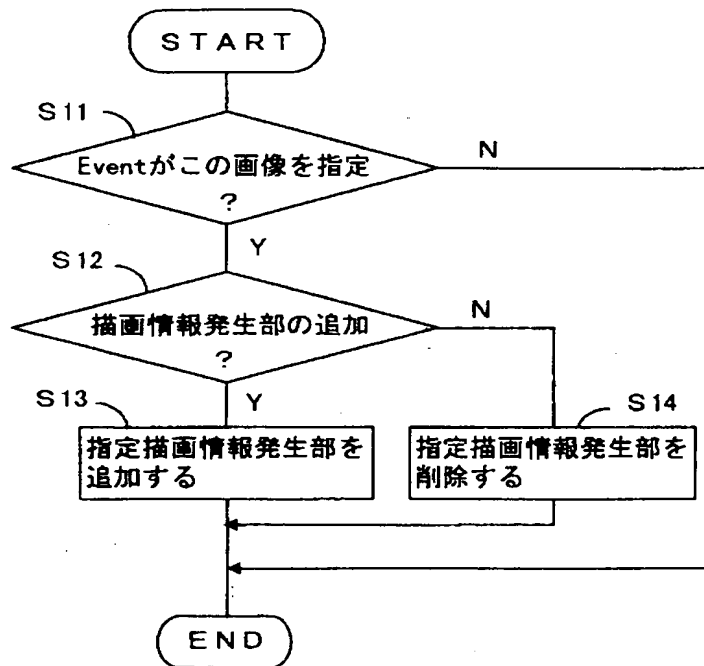 START
S11
Eventがこの画像を指定
?
N
Y
S12
描画情報発生部の追加
?
N
Y
S13
指定描画情報発生部を
追加する
S14
指定描画情報発生部を
削除する
END